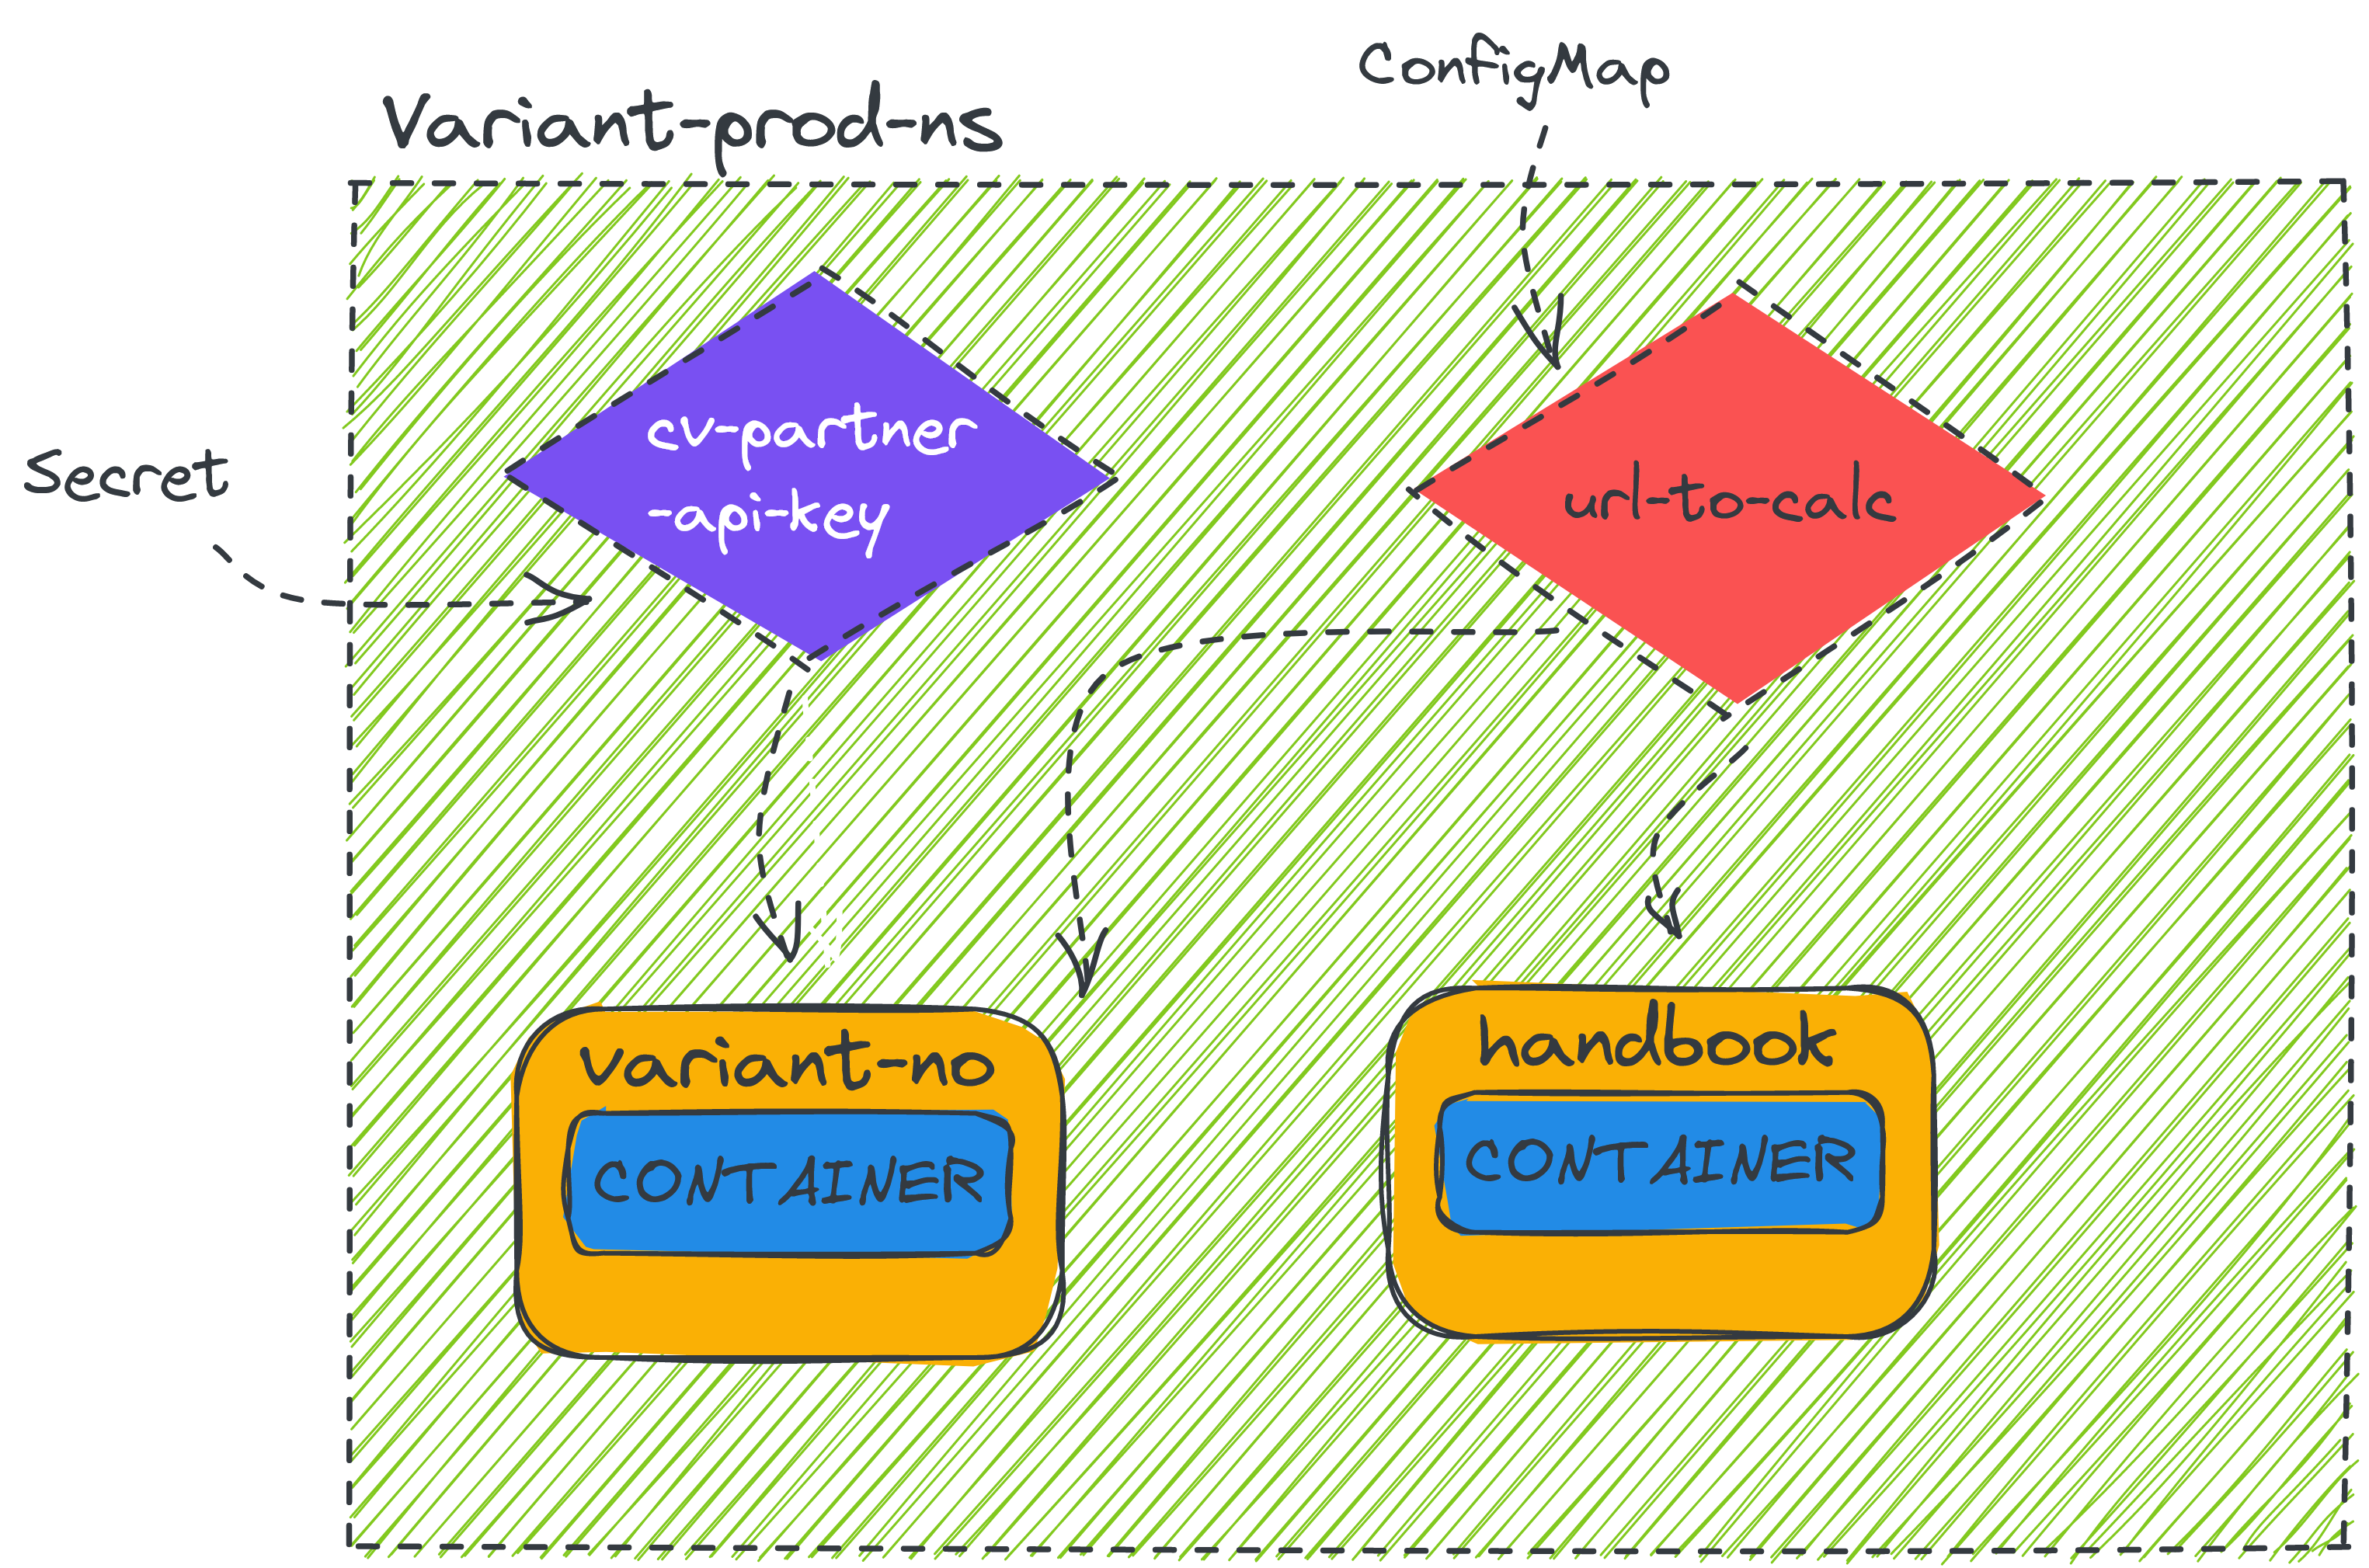 ConfigMap
Variant-prod-ns
Secret
cv-partner
-api-key
url-to-calc
variant-no
CONTAINER
handbook
CONTAINER